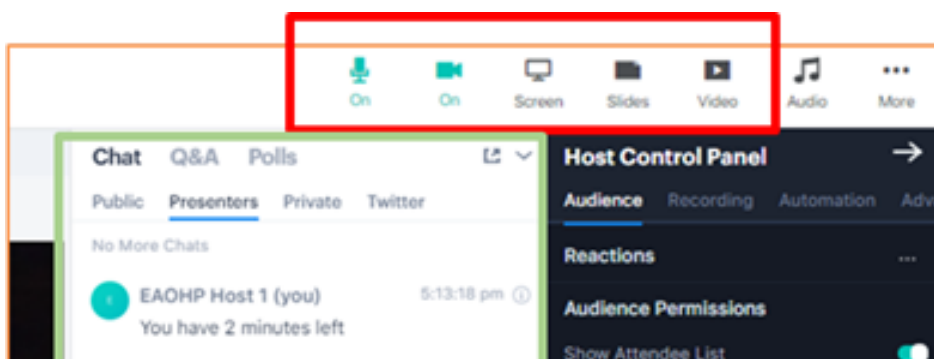 On On Screen Slides Video Audio More
Chat Q&A Polls
Public Presenters Private Twitter
No More Chats
EAOHP Host 1 (you) 5:13:18 pm
You have 2 minutes left
Host Control Panel
Audience Recording Automation Adv
Reactions
Audience Permissions
Show Attendee List